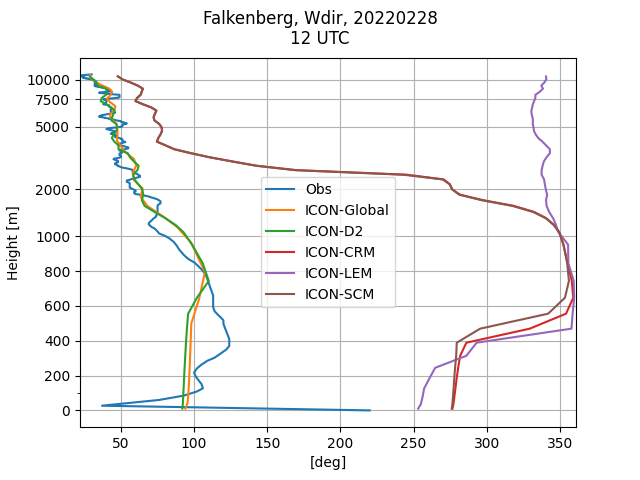 Falkenberg, Wdir, 20220228
12 UTC
Height [m]
10000
7500
5000
2000
1000
800
600
400
200
0
Obs
ICON-Global
ICON-D2
ICON-CRM
ICON-LEM
ICON-SCM
50 100 150 200 250 300 350
[deg]